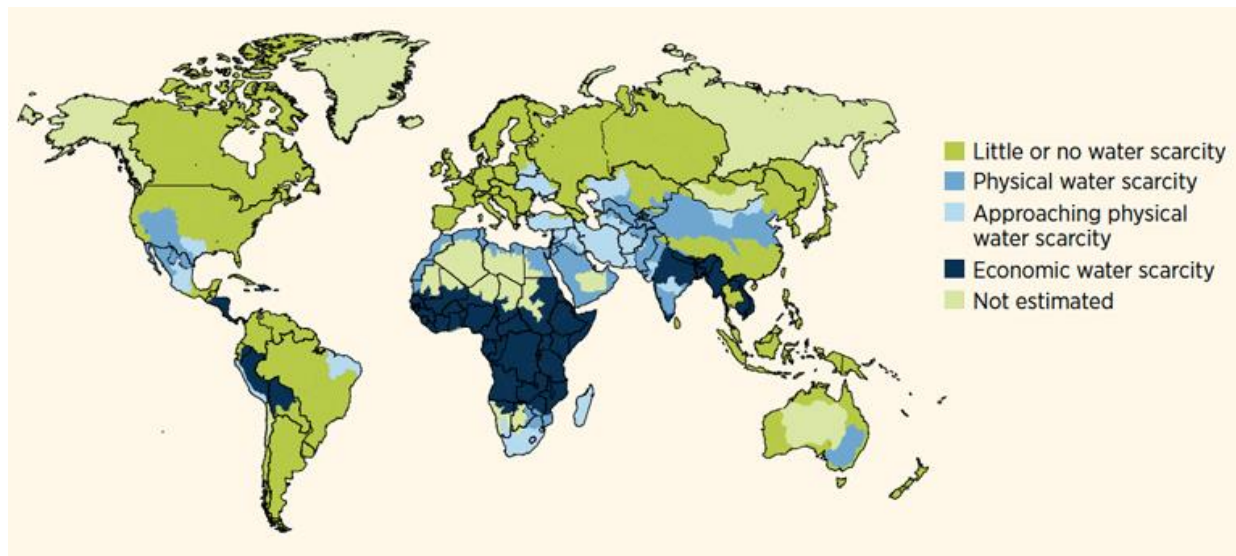 Little or no water scarcity
Physical water scarcity
Approaching physical
water scarcity
Economic water scarcity
Not estimated